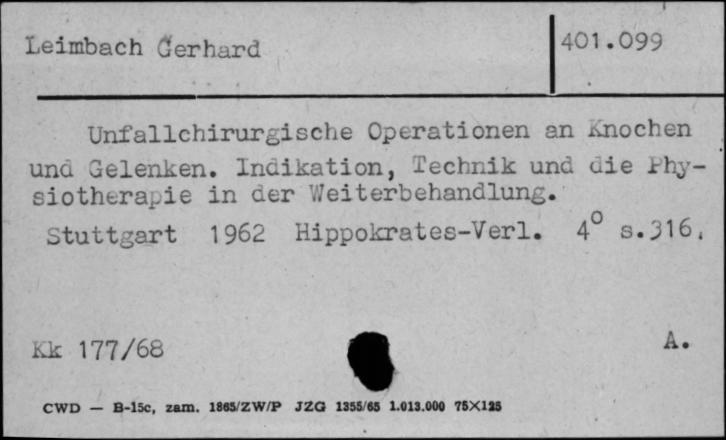 Leimbach Gerhard
401.099
Unfallchirurgische Operationen an Knochen
und Gelenken. Indikation, Technik und die Phy-
siotherapie in der Weiterbehandlung.
Stuttgart 1962 Hippokrates-Verl. 4° s.316.
Kk 177/68
A.
CWD — B-15c, zam. 1865/ZW/P JZG 1355/65 1.013.000 75X125